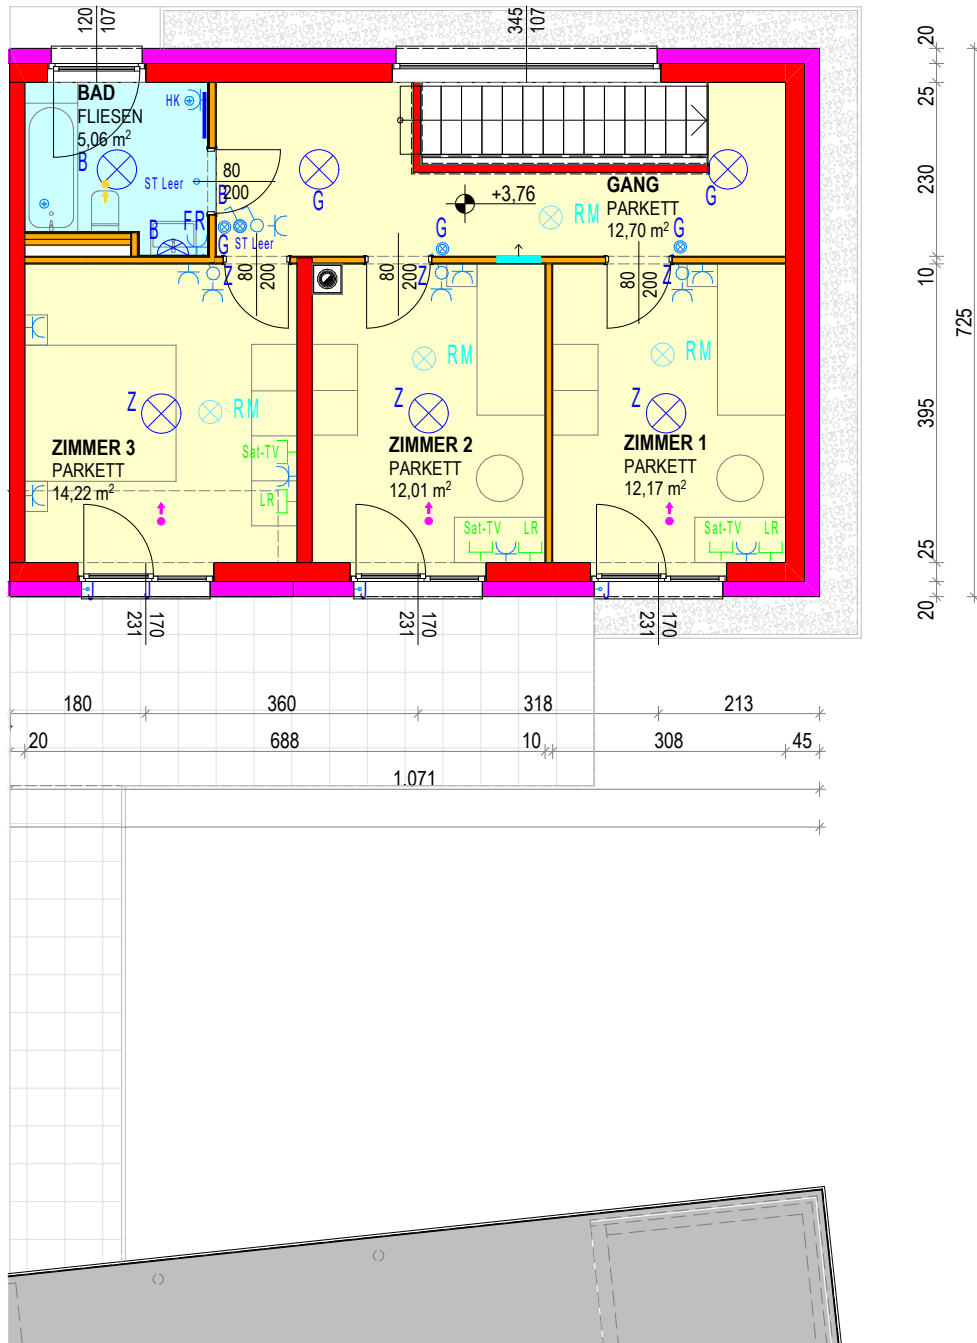 120
107
345
107
20
25
230
10
395
25
20
725
BAD
FLIESEN
5,06 m²
HK
B
ST Leer
80
200
B
FR
B
G
ST Leer
G
+3,76
RM
GANG
PARKETT
12,70 m²
G
G
G
Z
80
200
80
200
Z
80
200
Z
RM
RM
Z
RM
Z
Z
ZIMMER 3
PARKETT
14,22 m²
Sat-TV
LR
ZIMMER 2
PARKETT
12,01 m²
Sat-TV
LR
ZIMMER 1
PARKETT
12,17 m²
Sat-TV
LR
J
J
J
J
231
170
231
170
231
170
180
360
318
213
20
688
10
308
45
1.071